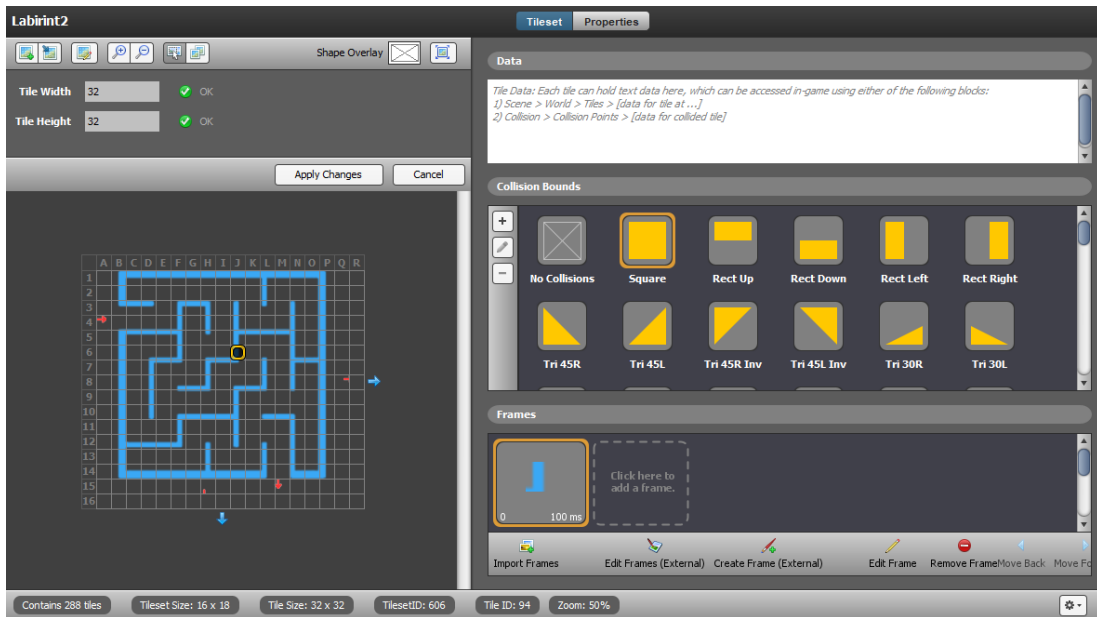 Labirint2
Tileset Properties
Shape Overlay
Data
Tile Width 32 OK
Tile Height 32 OK
Tile Data: Each tile can hold text data here, which can be accessed in-game using either of the following blocks:
1) Scene > World > Tiles > [data for tile at ...]
2) Collision > Collision Points > [data for collided tile]
Apply Changes Cancel
Collision Bounds
No Collisions Square Rect Up Rect Down Rect Left Rect Right
Tri 45R Tri 45L Tri 45R Inv Tri 45L Inv Tri 30R Tri 30L
A B C D E F G H I J K L M N O P Q R
1
2
3
4
5
6
7
8
9
10
11
12
13
14
15
16
Frames
Click here to
add a frame.
0 100 ms
Import Frames Edit Frames (External) Create Frame (External) Edit Frame Remove Frame Move Back Move Fo
Contains 288 tiles Tileset Size: 16 x 18 Tile Size: 32 x 32 TilesetID: 606 Tile ID: 94 Zoom: 50%